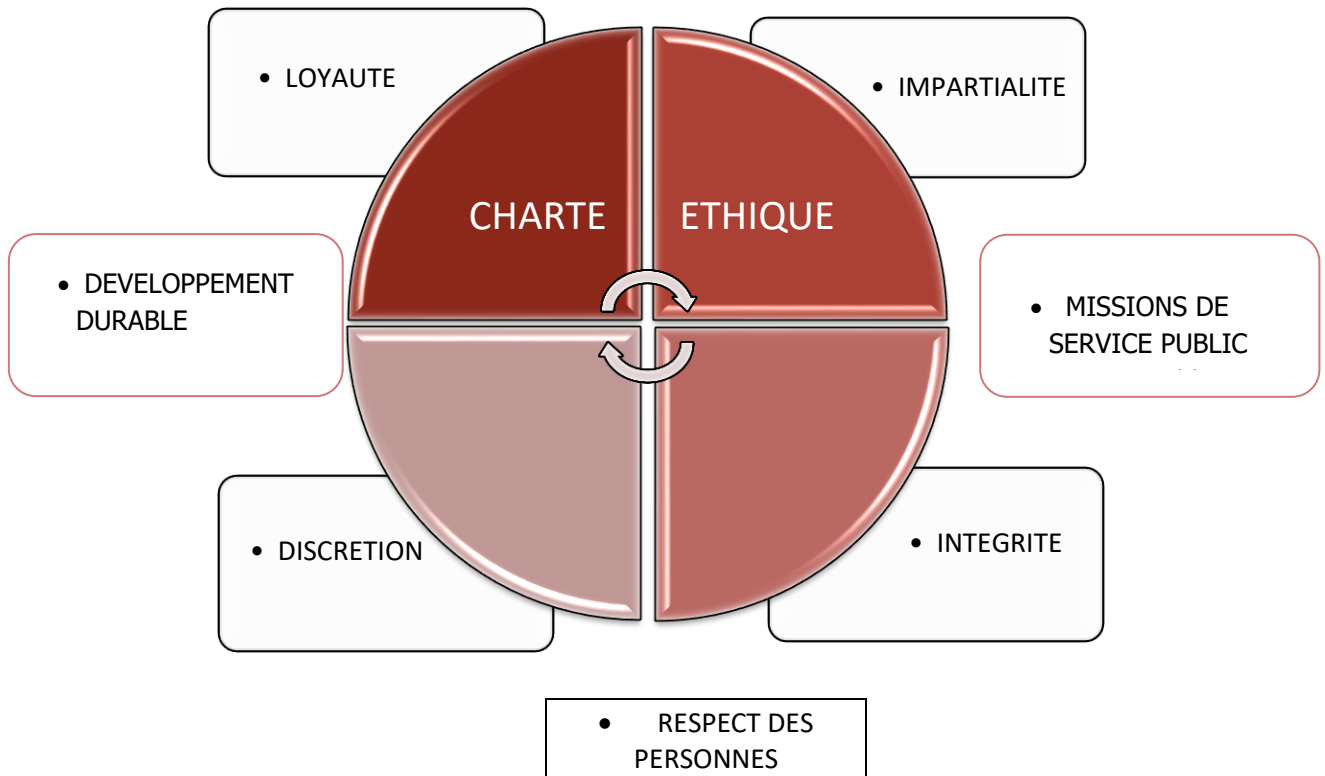 • LOYAUTE
• IMPARTIALITE
CHARTE ETHIQUE
• DEVELOPPEMENT
DURABLE
• MISSIONS DE
SERVICE PUBLIC
• DISCRETION
• INTEGRITE
• RESPECT DES
PERSONNES